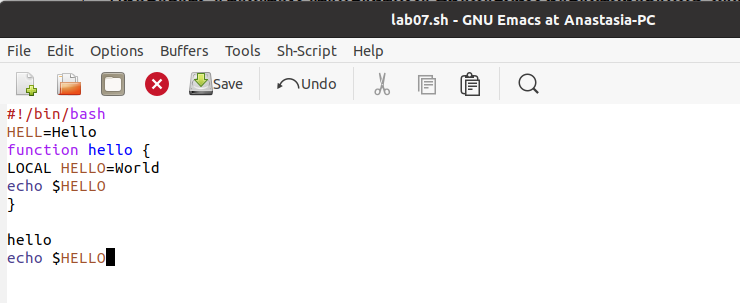 lab07.sh - GNU Emacs at Anastasia-PC
File Edit Options Buffers Tools Sh-Script Help
Save Undo
#!/bin/bash
HELL=Hello
function hello {
LOCAL HELLO=World
echo $HELLO
}
hello
echo $HELLO